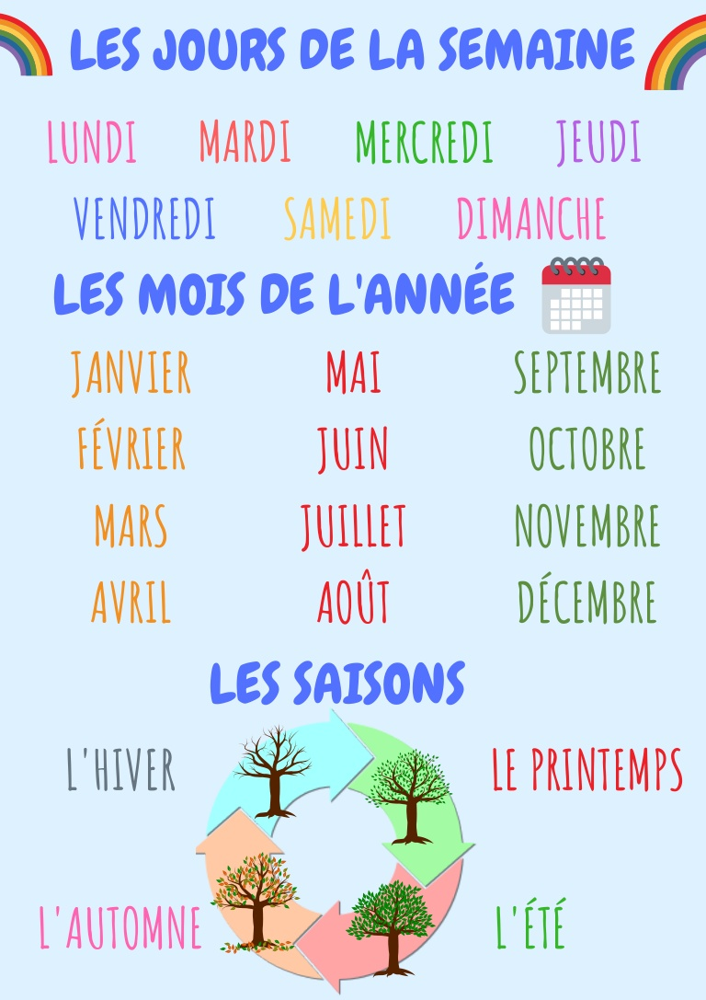 LES JOURS DE LA SEMAINE
LUNDI MARDI MERCREDI JEUDI
VENDREDI SAMEDI DIMANCHE
LES MOIS DE L'ANNÉE
JANVIER MAI SEPTEMBRE
FÉVRIER JUIN OCTOBRE
MARS JUILLET NOVEMBRE
AVRIL AOÛT DÉCEMBRE
LES SAISONS
L'HIVER LE PRINTEMPS
L'AUTOMNE L'ÉTÉ